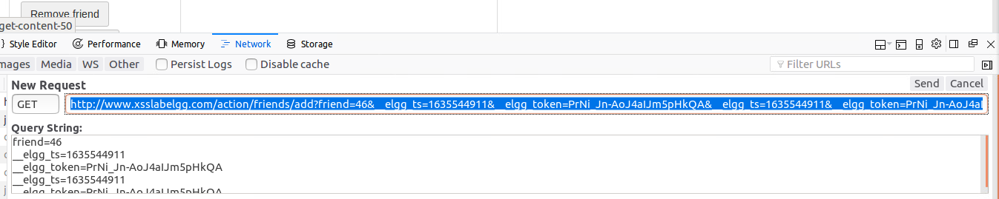 Remove friend
get-content-50
Style Editor Performance Memory Network Storage
mages Media WS Other Persist Logs Disable cache Filter URLs
New Request Send Cancel
GET http://www.xsslabelgg.com/action/friends/add?friend=46&__elgg_ts=1635544911&__elgg_token=PrNi_Jn-AoJ4aIJm5pHkQA&__elgg_ts=1635544911&__elgg_token=PrNi_Jn-AoJ4aI
Query String:
friend=46
__elgg_ts=1635544911
__elgg_token=PrNi_Jn-AoJ4aIJm5pHkQA
__elgg_ts=1635544911
__elgg_token=PrNi_Jn-AoJ4aIJm5pHkQA